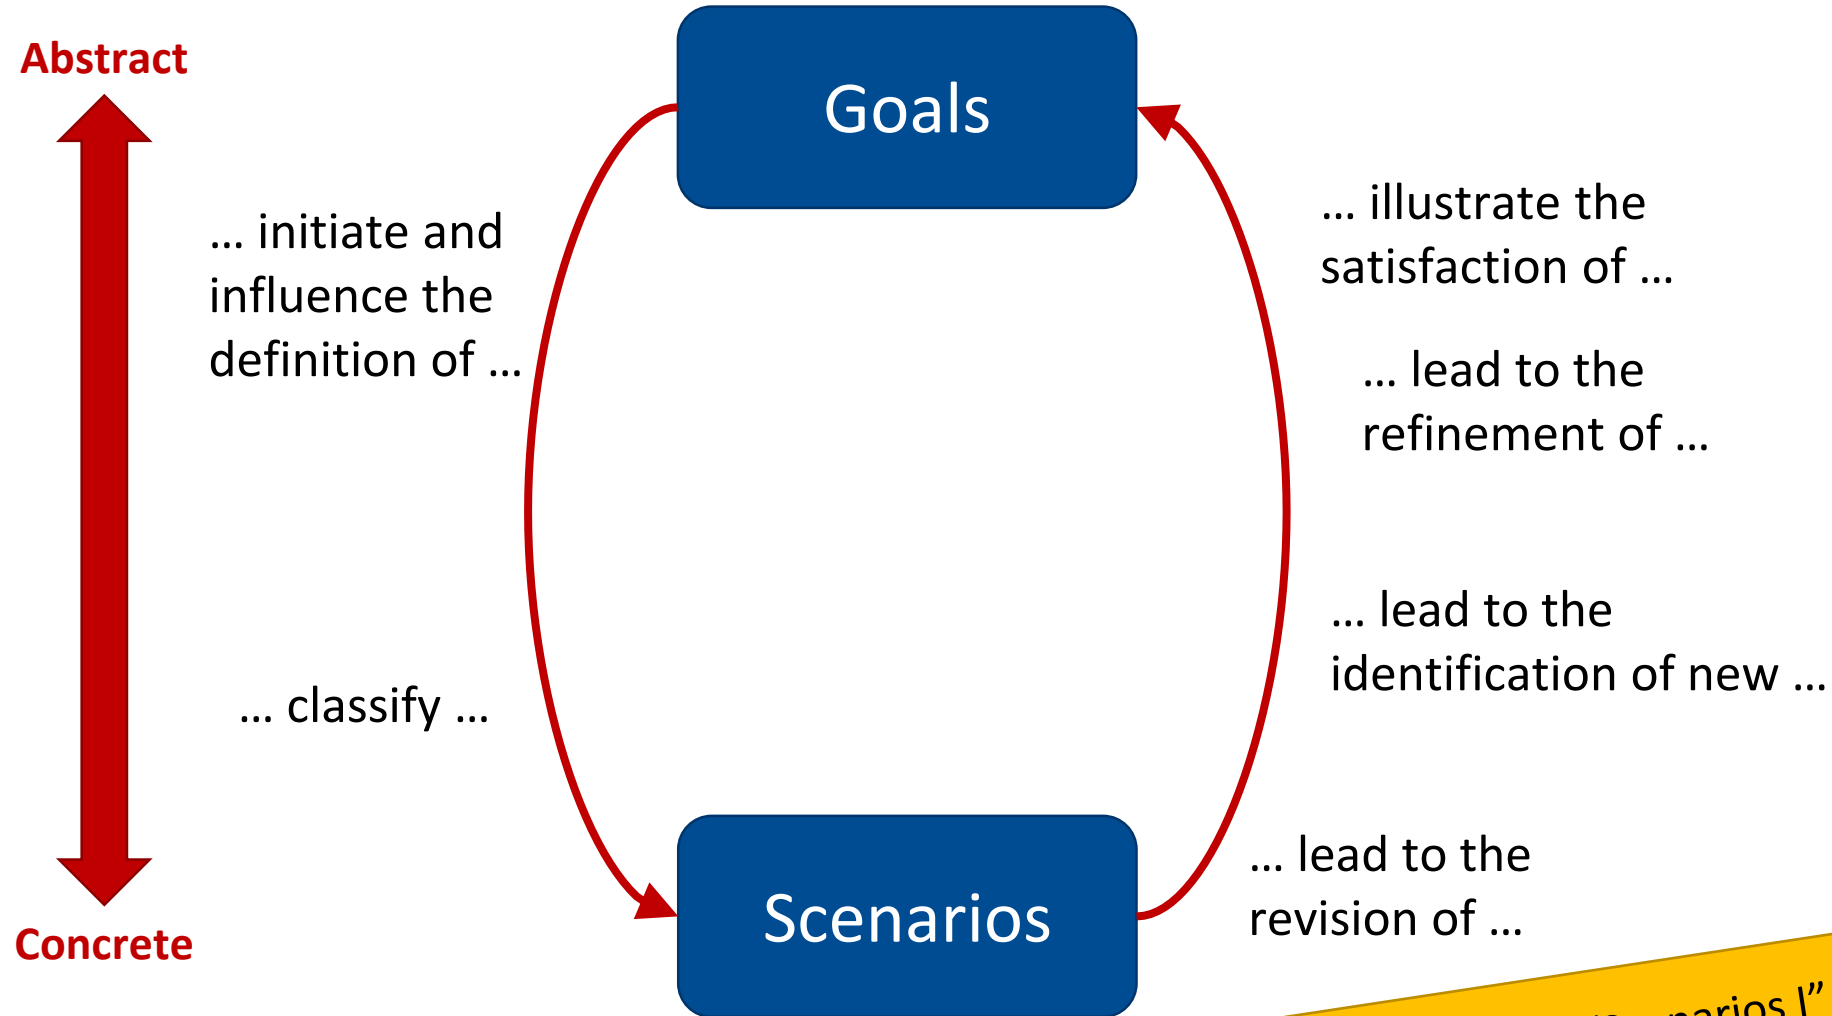 Abstract
Goals
… initiate and
influence the
definition of …
… illustrate the
satisfaction of …
… lead to the
refinement of …
… lead to the
identification of new …
… classify …
… lead to the
revision of …
Scenarios
Concrete
I”